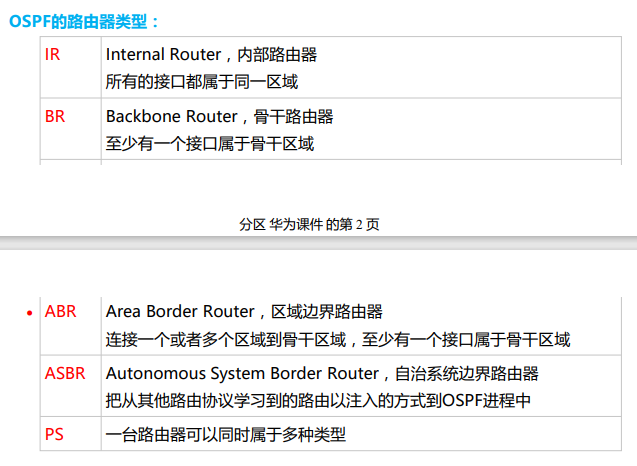 OSPF的路由器类型：
IR
Internal Router，内部路由器
所有的接口都属于同一区域
BR
Backbone Router，骨干路由器
至少有一个接口属于骨干区域
分区 华为课件 的第 2 页
ABR
Area Border Router，区域边界路由器
连接一个或者多个区域到骨干区域，至少有一个接口属于骨干区域
ASBR
Autonomous System Border Router，自治系统边界路由器
把从其他路由协议学习到的路由以注入的方式到OSPF进程中
PS
一台路由器可以同时属于多种类型